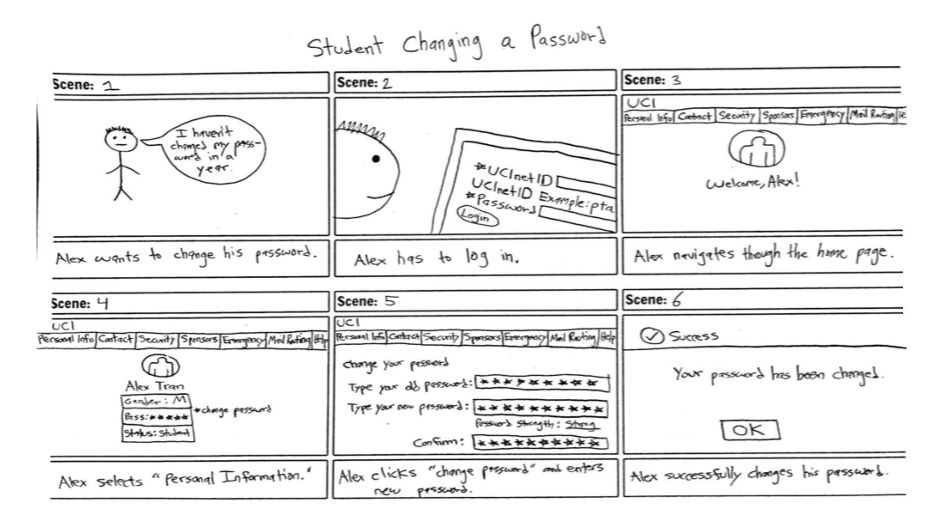 Student Changing a Password
Scene: 1
I haven't
changed my pass-
word in a
year.
Alex wants to change his password.
Scene: 2
*UCInetID
UCInetID Example: pta
*Password
Login
Alex has to log in.
Scene: 3
UCI
Personal Info Contact Security Sponsors Emergency Mail Routing
Welcome, Alex!
Alex navigates though the home page.
Scene: 4
UCI
Personal Info Contact Security Sponsors Emergency Mail Routing Help
Alex Tran
Gender: M
Pass: *****
*change password
Status: Student
Alex selects "Personal Information."
Scene: 5
UCI
Personal Info Contact Security Sponsors Emergency Mail Routing Help
Change your password
Type your old password: **********
Type your new password: **********
Password Strength: Strong
Confirm: **********
Alex clicks "change password" and enters
new password.
Scene: 6
Success
Your password has been changed.
OK
Alex successfully changes his password.